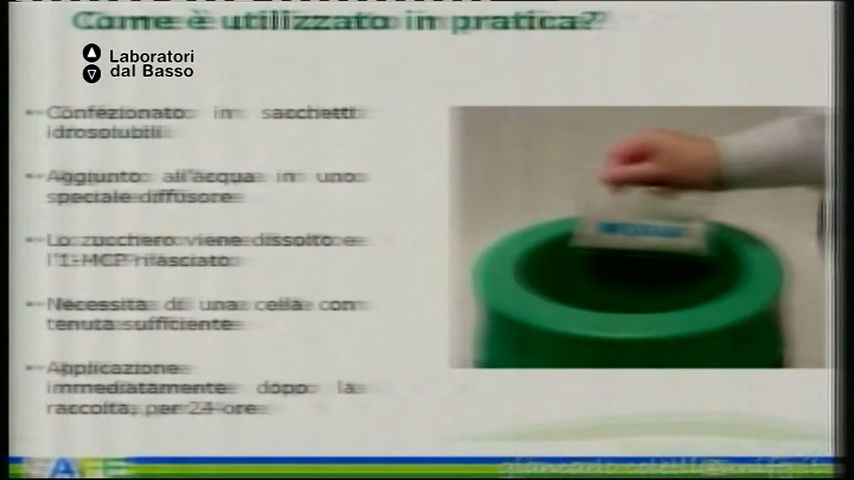 Come è utilizzato in pratica?
Laboratori
dal Basso
Confezionato in sacchetti
idrosolubili
Aggiunto all'acqua in uno
speciale diffusore
Lo zucchero viene dissolto e
l'1-MCP rilasciato
Necessita di una cella con
tenuta sufficiente
Applicazione
immediatamente dopo la
raccolta, per 24 ore